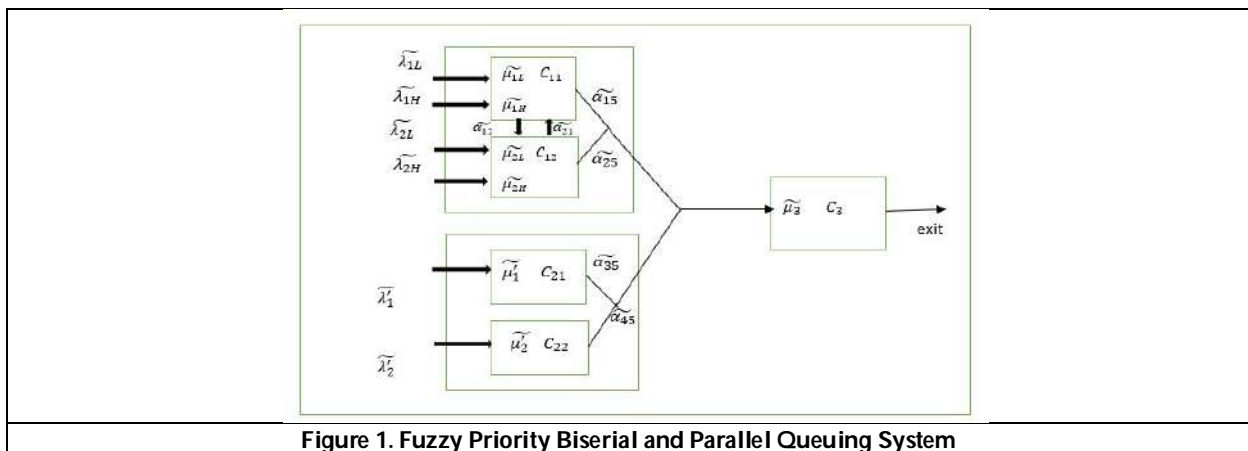 λ̃₁L
λ̃₁H
λ̃₂L
λ̃₂H
μ̃₁L C₁₁
μ̃₁H
α̃₁₅
α̃₁₂ α̃₂₁
μ̃₂L C₁₂
μ̃₂H
α̃₂₅
μ̃₃ C₃
exit
λ̃′₁
μ̃′₁ C₂₁
α̃₃₅
α̃₄₅
λ̃′₂
μ̃′₂ C₂₂
Figure 1. Fuzzy Priority Biserial and Parallel Queuing System